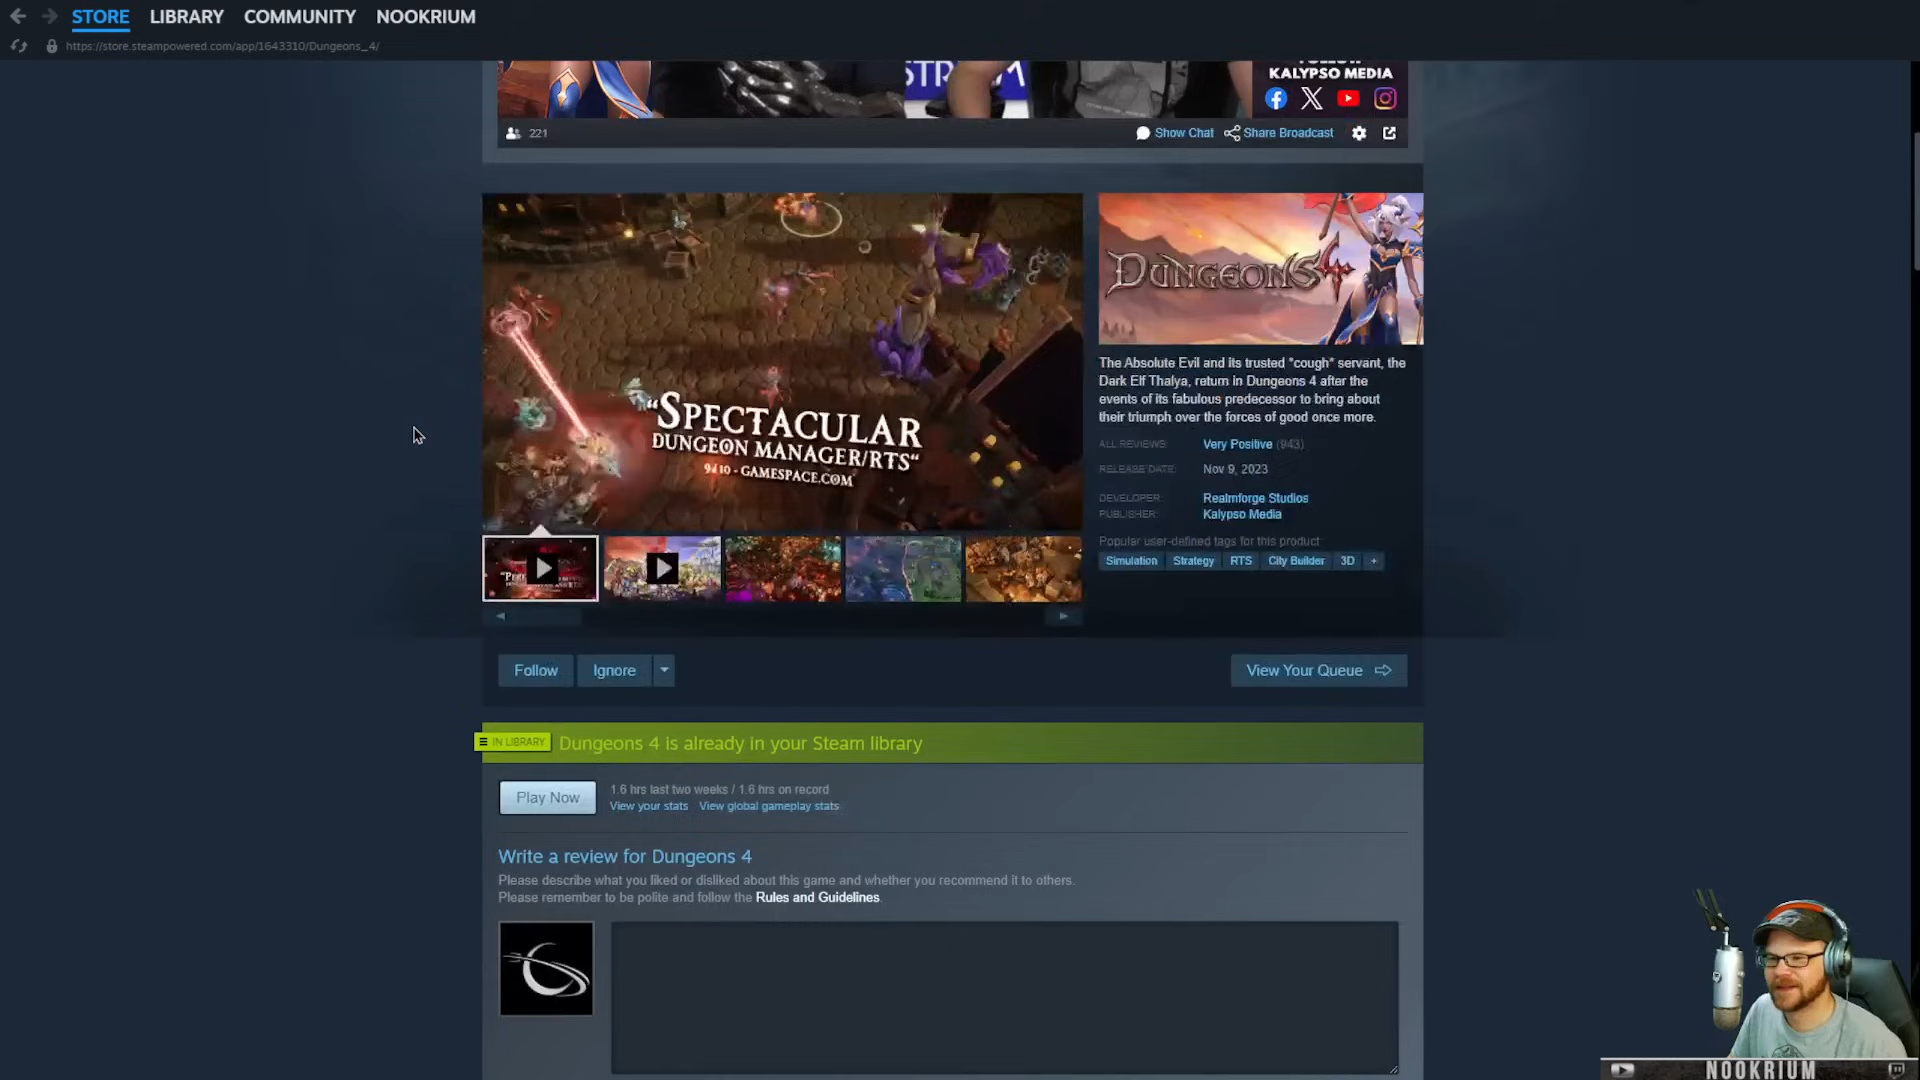 STORE LIBRARY COMMUNITY NOOKRIUM
https://store.steampowered.com/app/1643310/Dungeons_4/
FOLLOW
KALYPSO MEDIA
221
Show Chat Share Broadcast
"SPECTACULAR
DUNGEON MANAGER/RTS"
9/10 - GAMESPACE.COM
DUNGEONS 4
The Absolute Evil and its trusted *cough* servant, the
Dark Elf Thalya, return in Dungeons 4 after the
events of its fabulous predecessor to bring about
their triumph over the forces of good once more.
ALL REVIEWS: Very Positive (943)
RELEASE DATE: Nov 9, 2023
DEVELOPER: Realmforge Studios
PUBLISHER: Kalypso Media
Popular user-defined tags for this product:
Simulation Strategy RTS City Builder 3D +
Follow Ignore View Your Queue
IN LIBRARY Dungeons 4 is already in your Steam library
Play Now
1.6 hrs last two weeks / 1.6 hrs on record
View your stats View global gameplay stats
Write a review for Dungeons 4
Please describe what you liked or disliked about this game and whether you recommend it to others.
Please remember to be polite and follow the Rules and Guidelines.
NOOKRIUM